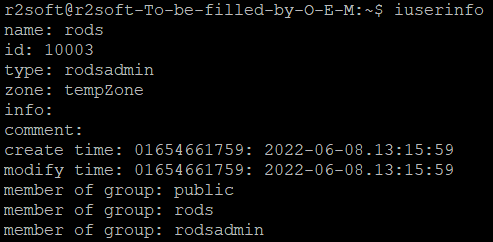 r2soft@r2soft-To-be-filled-by-O-E-M:~$ iuserinfo
name: rods
id: 10003
type: rodsadmin
zone: tempZone
info:
comment:
create time: 01654661759: 2022-06-08.13:15:59
modify time: 01654661759: 2022-06-08.13:15:59
member of group: public
member of group: rods
member of group: rodsadmin